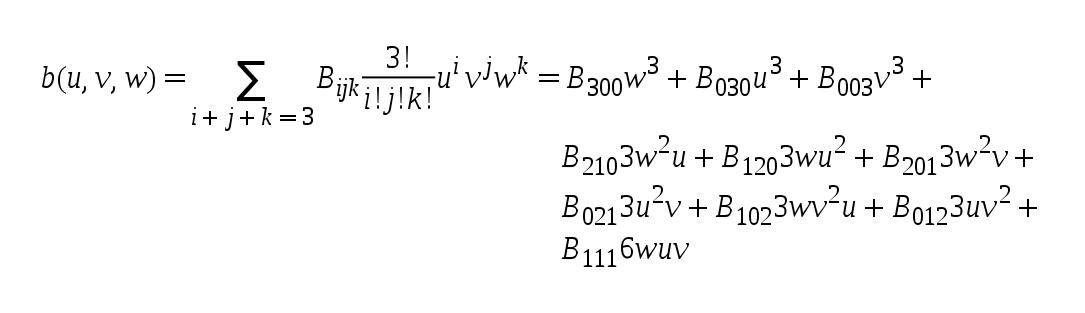 b(u, v, w) = ∑_{i + j + k = 3} B_{ijk} \frac{3!}{i! j! k!} u^i v^j w^k = B_{300}w^3 + B_{030}u^3 + B_{003}v^3 +
B_{210}3w^2u + B_{120}3wu^2 + B_{201}3w^2v +
B_{021}3u^2v + B_{102}3wv^2u + B_{012}3uv^2 +
B_{111}6wuv